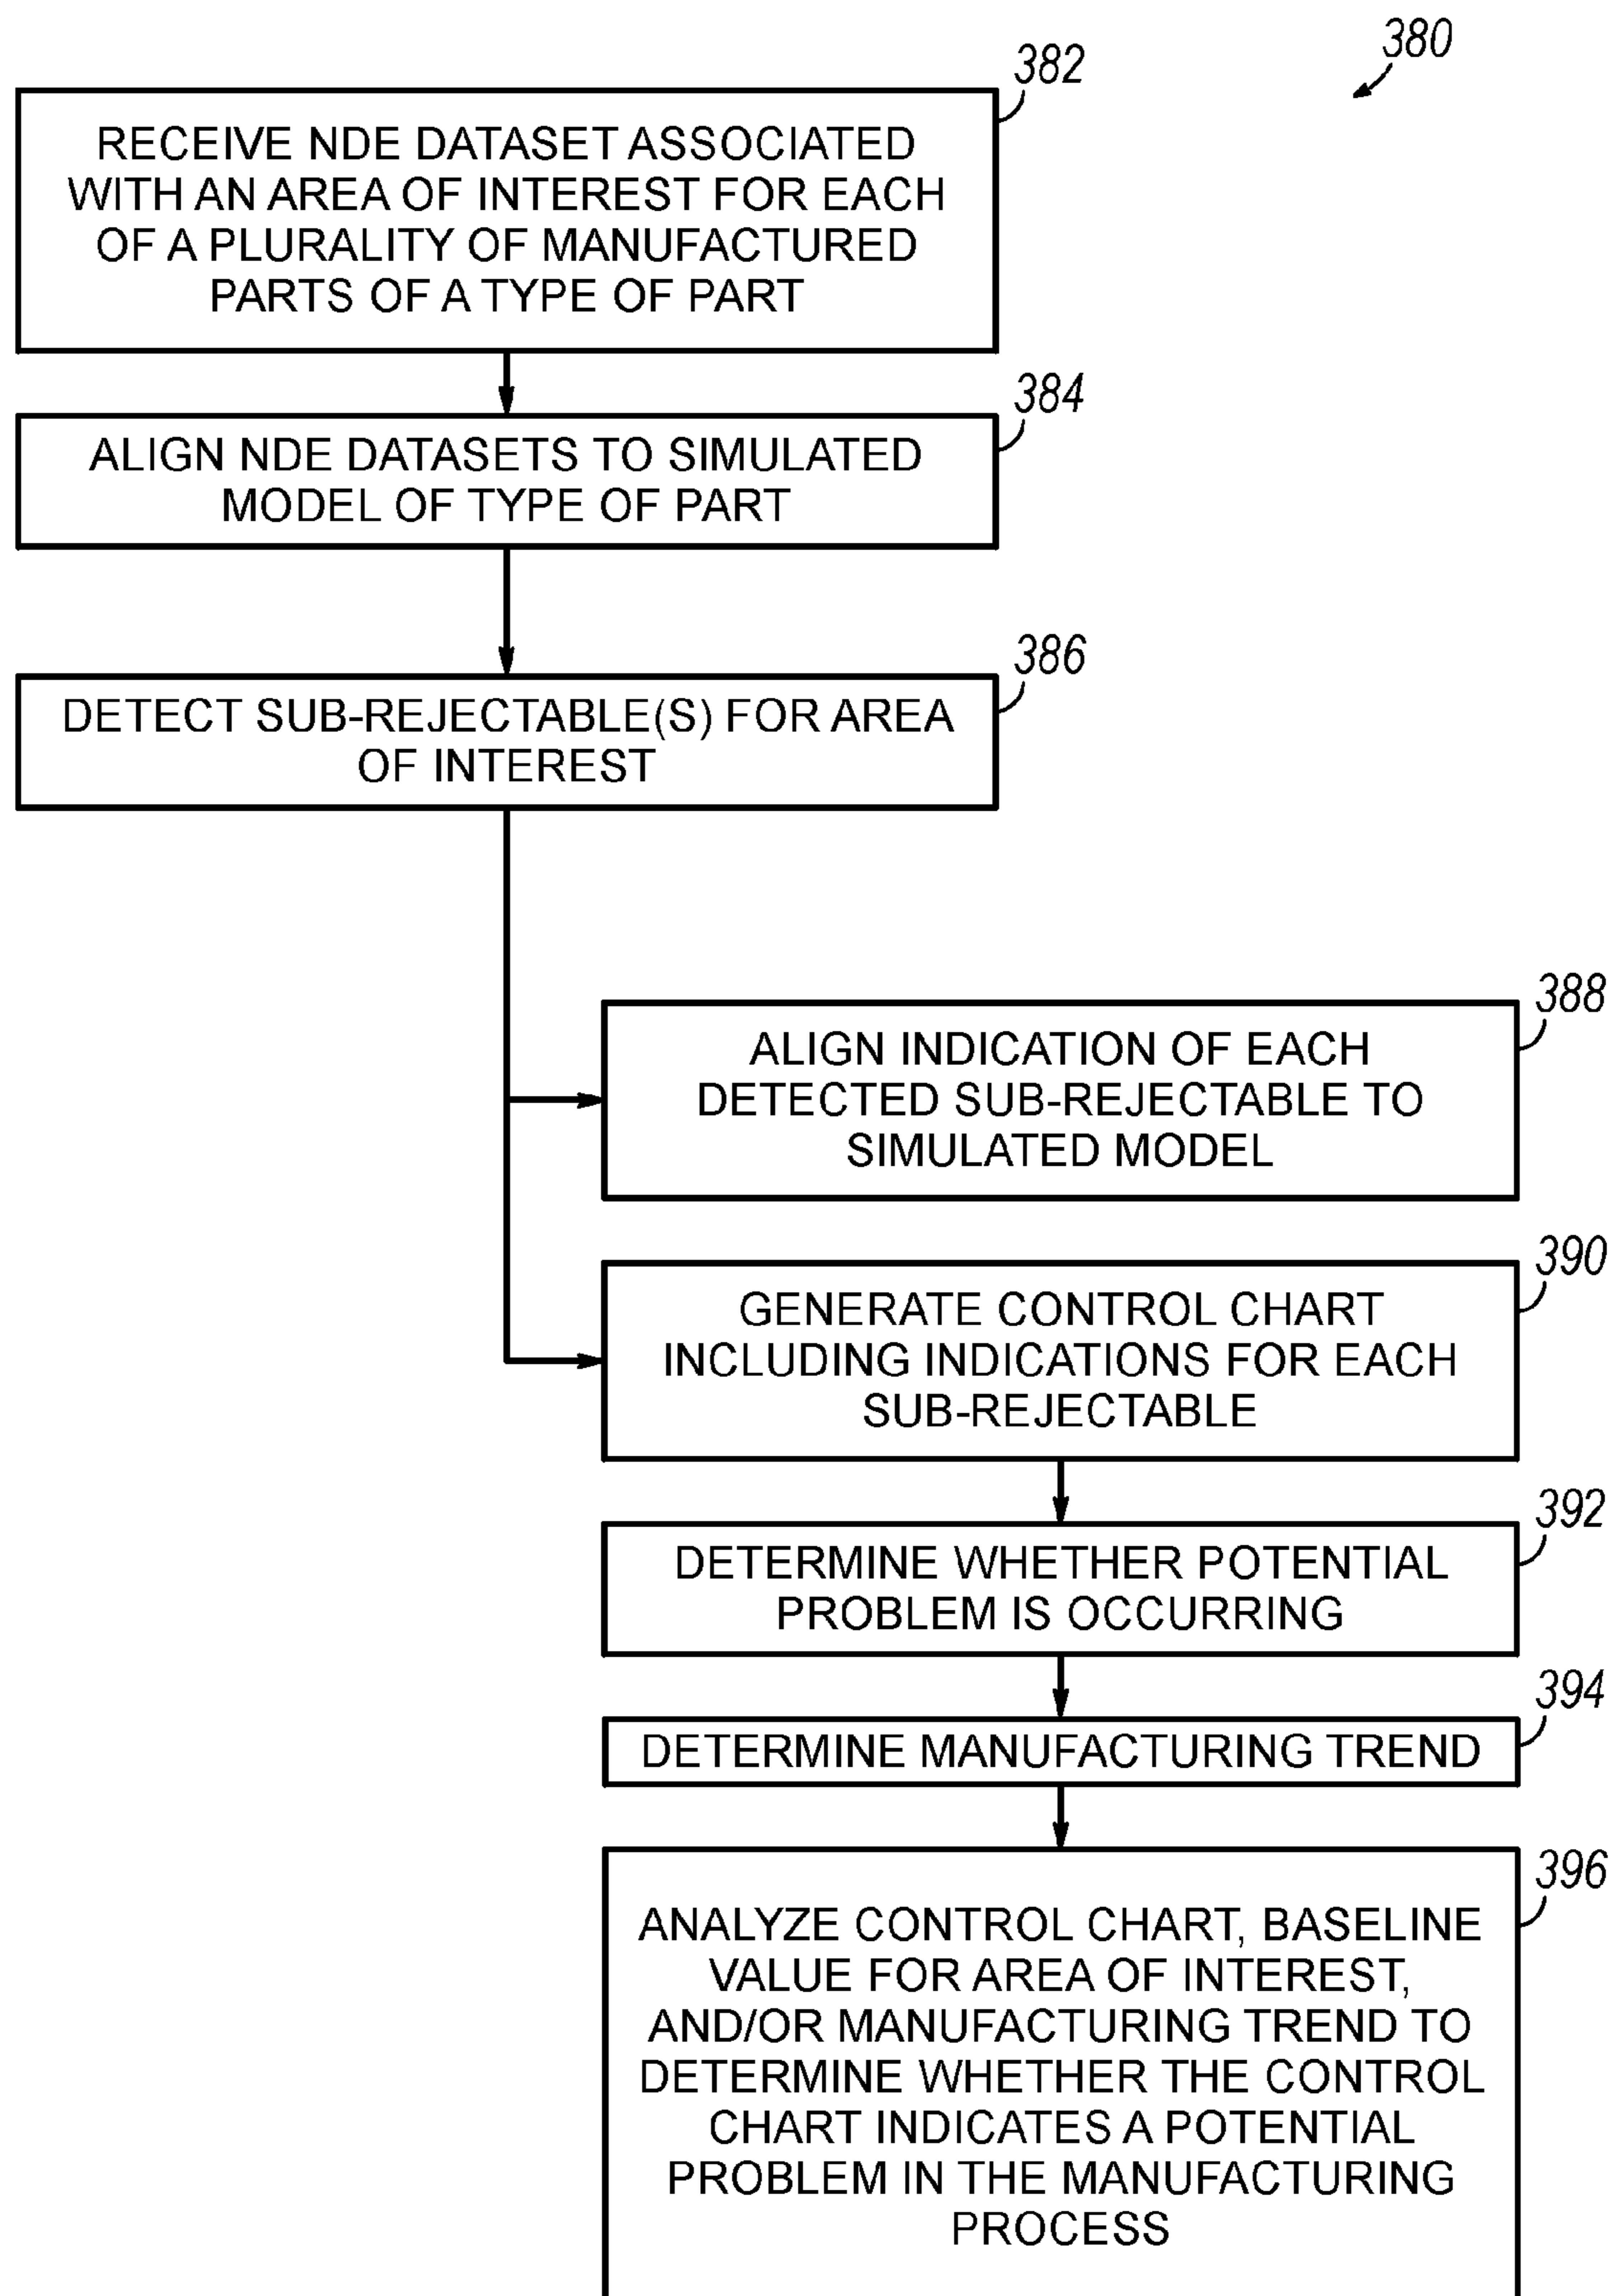 380
382
RECEIVE NDE DATASET ASSOCIATED
WITH AN AREA OF INTEREST FOR EACH
OF A PLURALITY OF MANUFACTURED
PARTS OF A TYPE OF PART
384
ALIGN NDE DATASETS TO SIMULATED
MODEL OF TYPE OF PART
386
DETECT SUB-REJECTABLE(S) FOR AREA
OF INTEREST
388
ALIGN INDICATION OF EACH
DETECTED SUB-REJECTABLE TO
SIMULATED MODEL
390
GENERATE CONTROL CHART
INCLUDING INDICATIONS FOR EACH
SUB-REJECTABLE
392
DETERMINE WHETHER POTENTIAL
PROBLEM IS OCCURRING
394
DETERMINE MANUFACTURING TREND
396
ANALYZE CONTROL CHART, BASELINE
VALUE FOR AREA OF INTEREST,
AND/OR MANUFACTURING TREND TO
DETERMINE WHETHER THE CONTROL
CHART INDICATES A POTENTIAL
PROBLEM IN THE MANUFACTURING
PROCESS